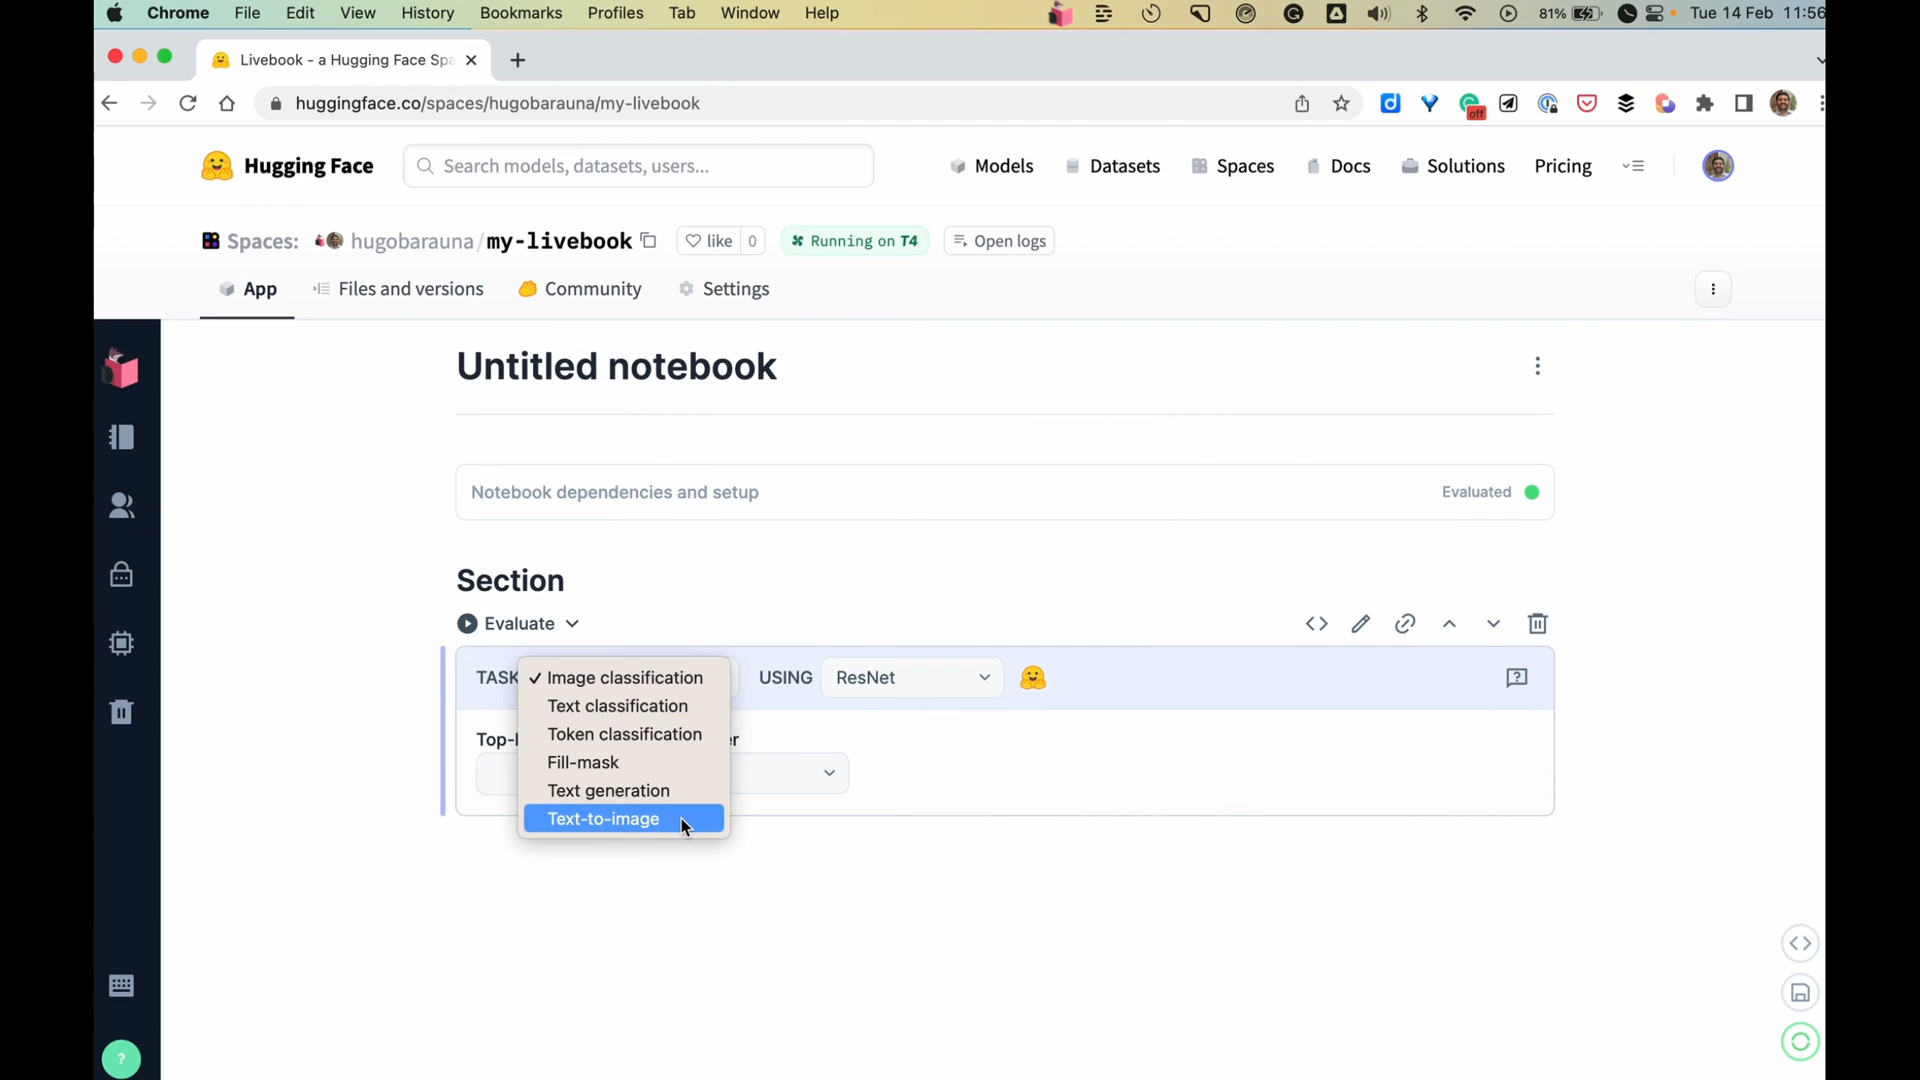 Chrome File Edit View History Bookmarks Profiles Tab Window Help 81% Tue 14 Feb 11:56
Livebook - a Hugging Face Spa
huggingface.co/spaces/hugobarauna/my-livebook off
Hugging Face Search models, datasets, users... Models Datasets Spaces Docs Solutions Pricing
Spaces: hugobarauna/my-livebook like 0 Running on T4 Open logs
App Files and versions Community Settings
Untitled notebook
Notebook dependencies and setup Evaluated
Section
Evaluate
TASK Image classification USING ResNet
Text classification
Token classification
Fill-mask
Text generation
Text-to-image
?